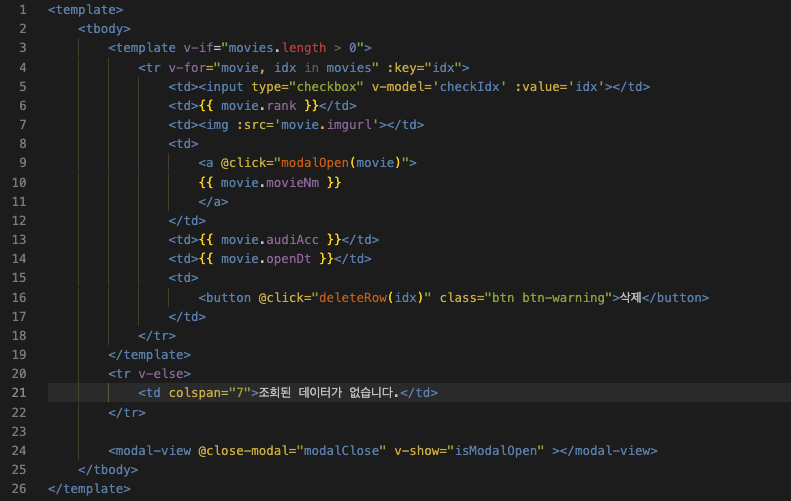 1 <template>
2     <tbody>
3         <template v-if="movies.length > 0">
4             <tr v-for="movie, idx in movies" :key="idx">
5                 <td><input type="checkbox" v-model='checkIdx' :value='idx'></td>
6                 <td>{{ movie.rank }}</td>
7                 <td><img :src='movie.imgurl'></td>
8                 <td>
9                     <a @click="modalOpen(movie)">
10                     {{ movie.movieNm }}
11                     </a>
12                 </td>
13                 <td>{{ movie.audiAcc }}</td>
14                 <td>{{ movie.openDt }}</td>
15                 <td>
16                     <button @click="deleteRow(idx)" class="btn btn-warning">삭제</button>
17                 </td>
18             </tr>
19         </template>
20         <tr v-else>
21             <td colspan="7">조회된 데이터가 없습니다.</td>
22         </tr>
23
24         <modal-view @close-modal="modalClose" v-show="isModalOpen" ></modal-view>
25     </tbody>
26 </template>